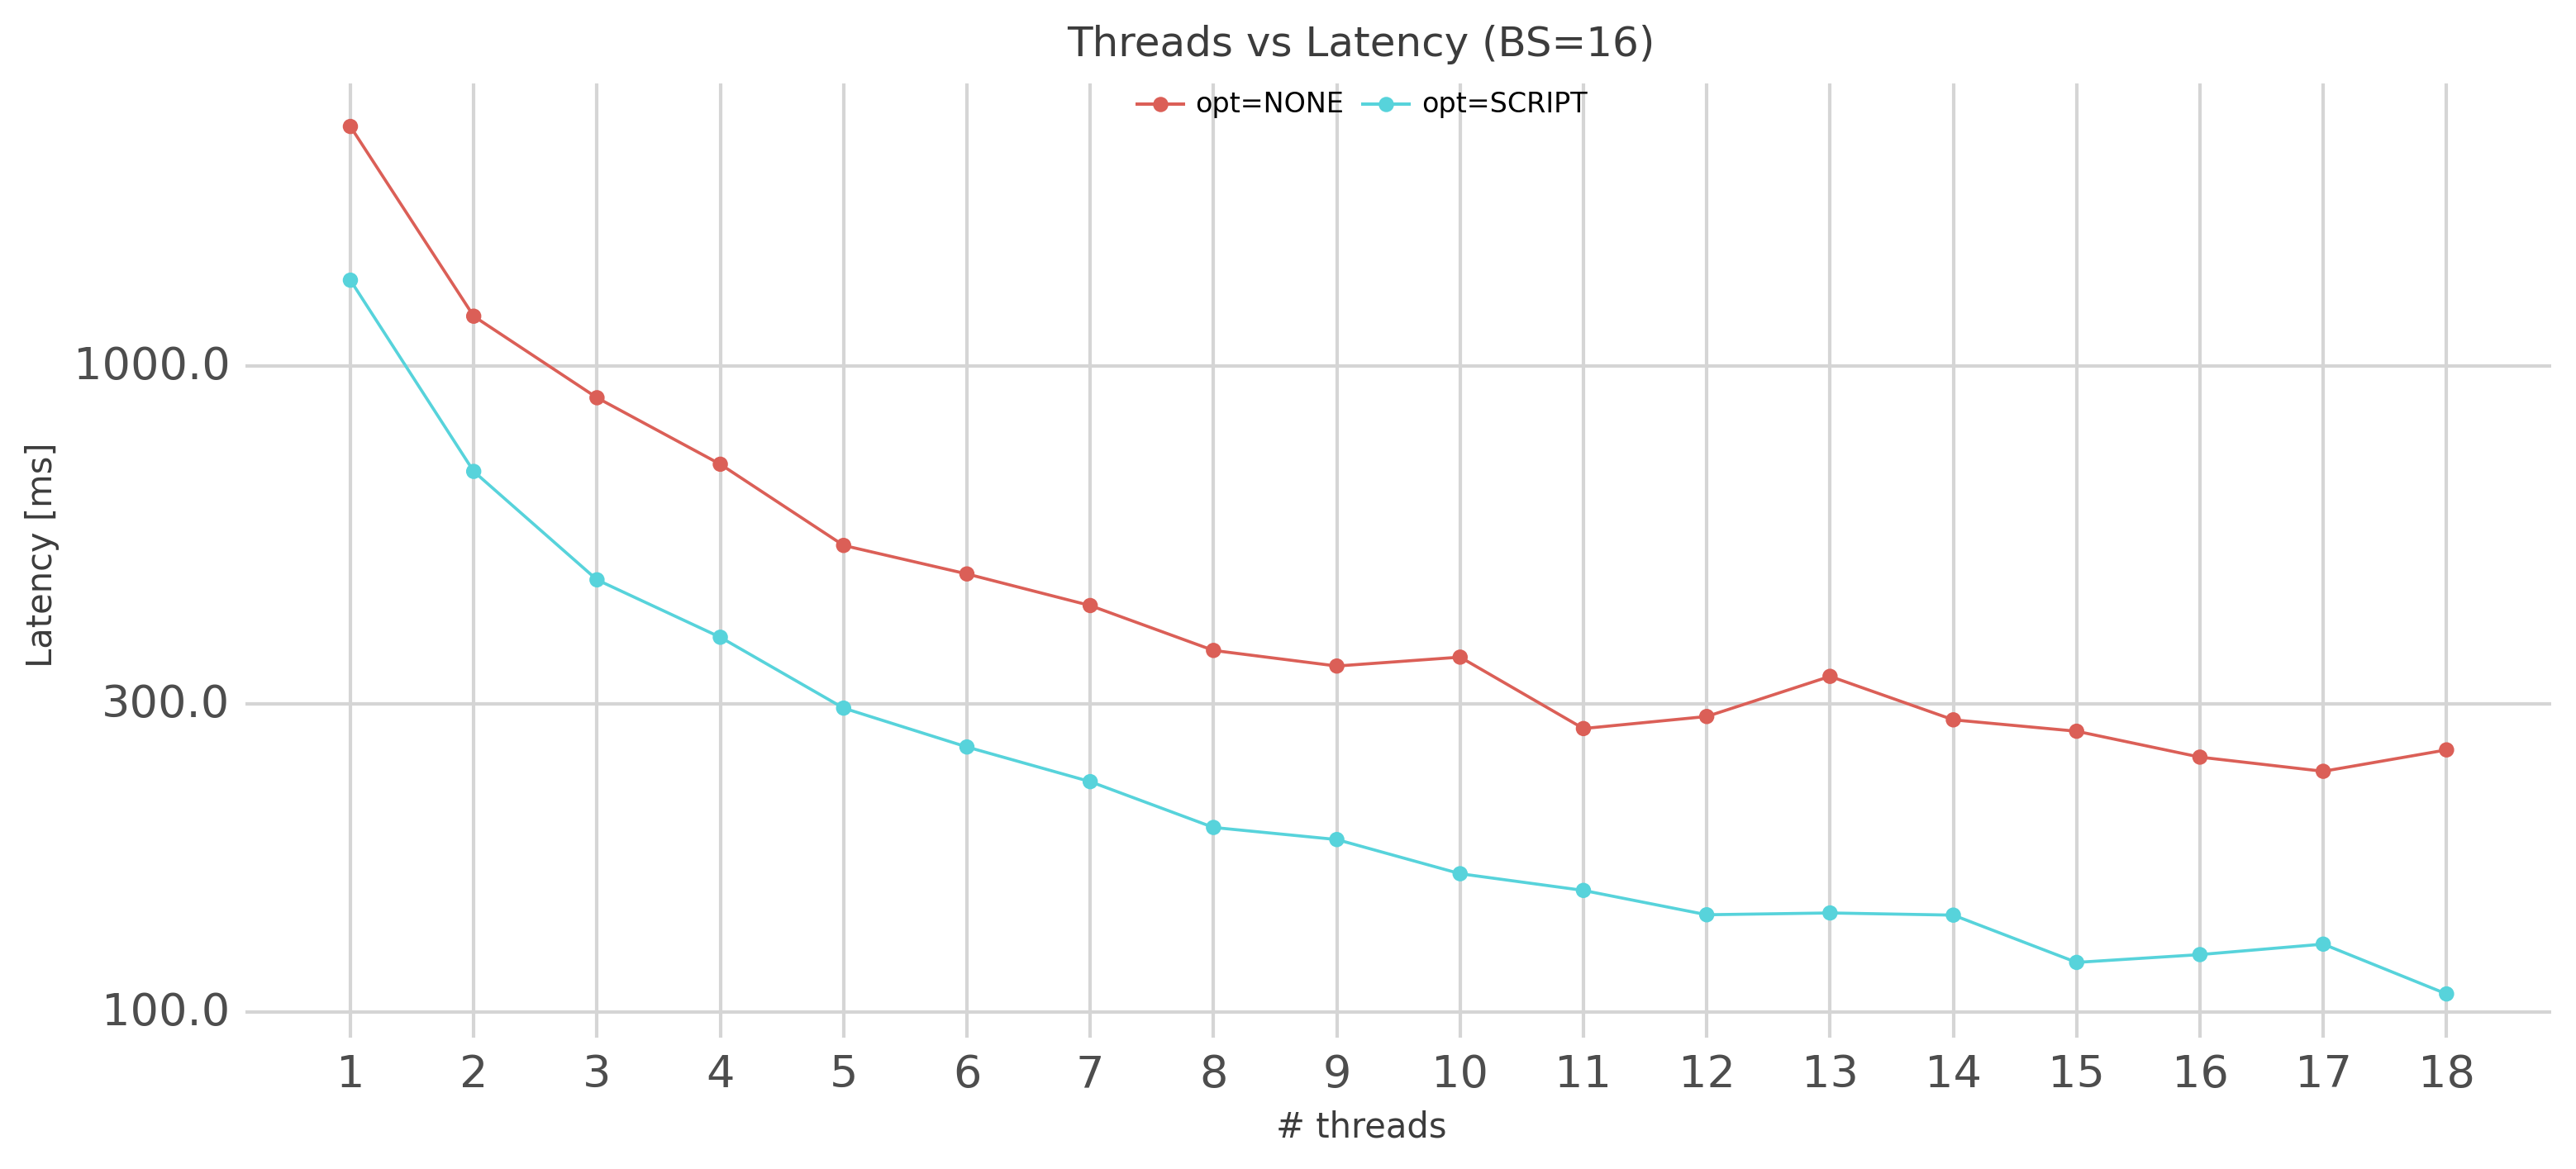 Threads vs Latency (BS=16)
opt=NONE opt=SCRIPT
Latency [ms]
1000.0
300.0
100.0
1 2 3 4 5 6 7 8 9 10 11 12 13 14 15 16 17 18
# threads